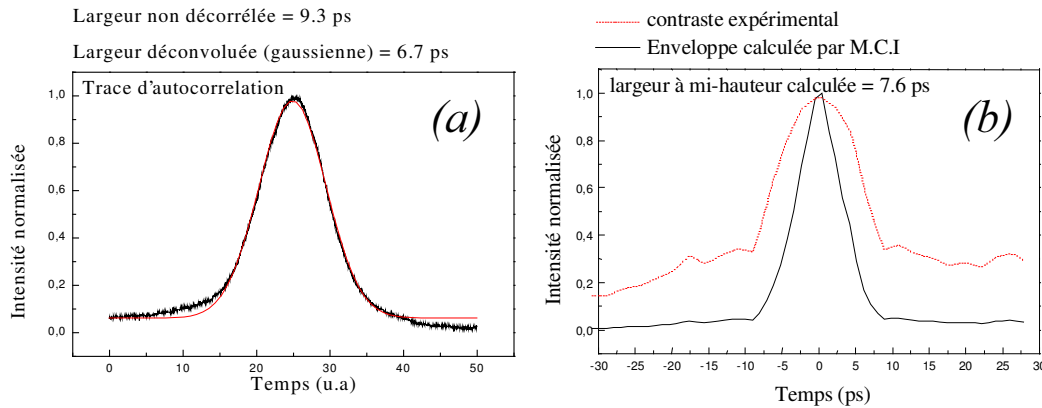 Largeur non décorrélée = 9.3 ps
Largeur déconvoluée (gaussienne) = 6.7 ps
Trace d'autocorrelation
(a)
Intensité normalisée
1,0
0,8
0,6
0,4
0,2
0,0
0 10 20 30 40 50
Temps (u.a)
contraste expérimental
Enveloppe calculée par M.C.I
largeur à mi-hauteur calculée = 7.6 ps
(b)
Intensité normalisée
1,0
0,8
0,6
0,4
0,2
0,0
-30 -25 -20 -15 -10 -5 0 5 10 15 20 25 30
Temps (ps)